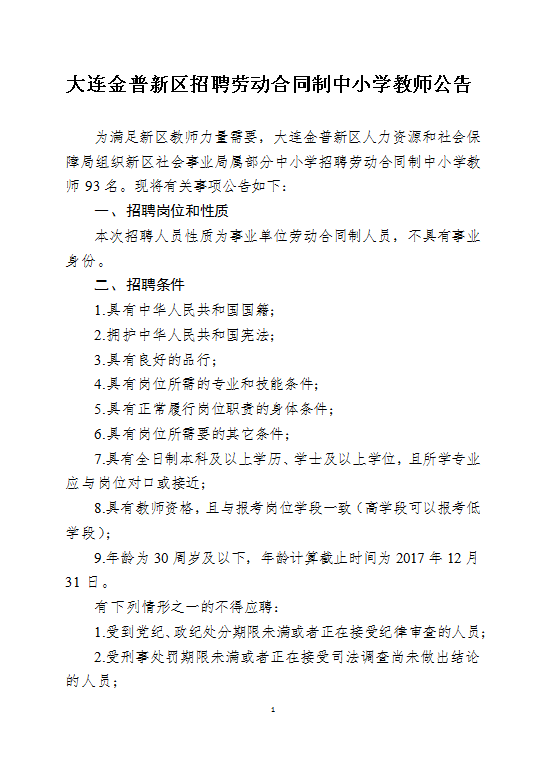 大连金普新区招聘劳动合同制中小学教师公告
为满足新区教师力量需要，大连金普新区人力资源和社会保
障局组织新区社会事业局属部分中小学招聘劳动合同制中小学教
师 93 名。现将有关事项公告如下：
一、招聘岗位和性质
本次招聘人员性质为事业单位劳动合同制人员，不具有事业
身份。
二、招聘条件
1.具有中华人民共和国国籍；
2.拥护中华人民共和国宪法；
3.具有良好的品行；
4.具有岗位所需的专业和技能条件；
5.具有正常履行岗位职责的身体条件；
6.具有岗位所需要的其它条件；
7.具有全日制本科及以上学历、学士及以上学位，且所学专业
应与岗位对口或接近；
8.具有教师资格，且与报考岗位学段一致（高学段可以报考低
学段）；
9.年龄为 30 周岁及以下，年龄计算截止时间为 2017 年 12 月
31 日。
有下列情形之一的不得应聘：
1.受到党纪、政纪处分期限未满或者正在接受纪律审查的人员；
2.受刑事处罚期限未满或者正在接受司法调查尚未做出结论
的人员；
1